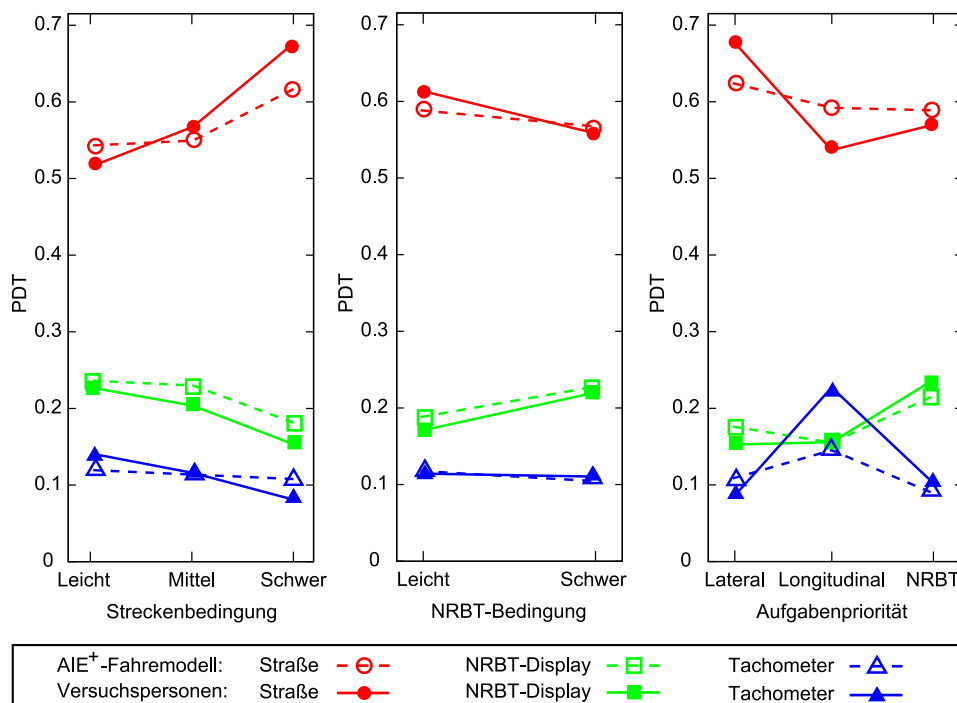 0.7
0.6
0.5
0.4
0.3
0.2
0.1
0
PDT
Leicht Mittel Schwer
Streckenbedingung
0.7
0.6
0.5
0.4
0.3
0.2
0.1
0
PDT
Leicht Schwer
NRBT-Bedingung
0.7
0.6
0.5
0.4
0.3
0.2
0.1
0
PDT
Lateral Longitudinal NRBT
Aufgabenpriorität
AIE+-Fahremodell: Straße NRBT-Display Tachometer
Versuchspersonen: Straße NRBT-Display Tachometer